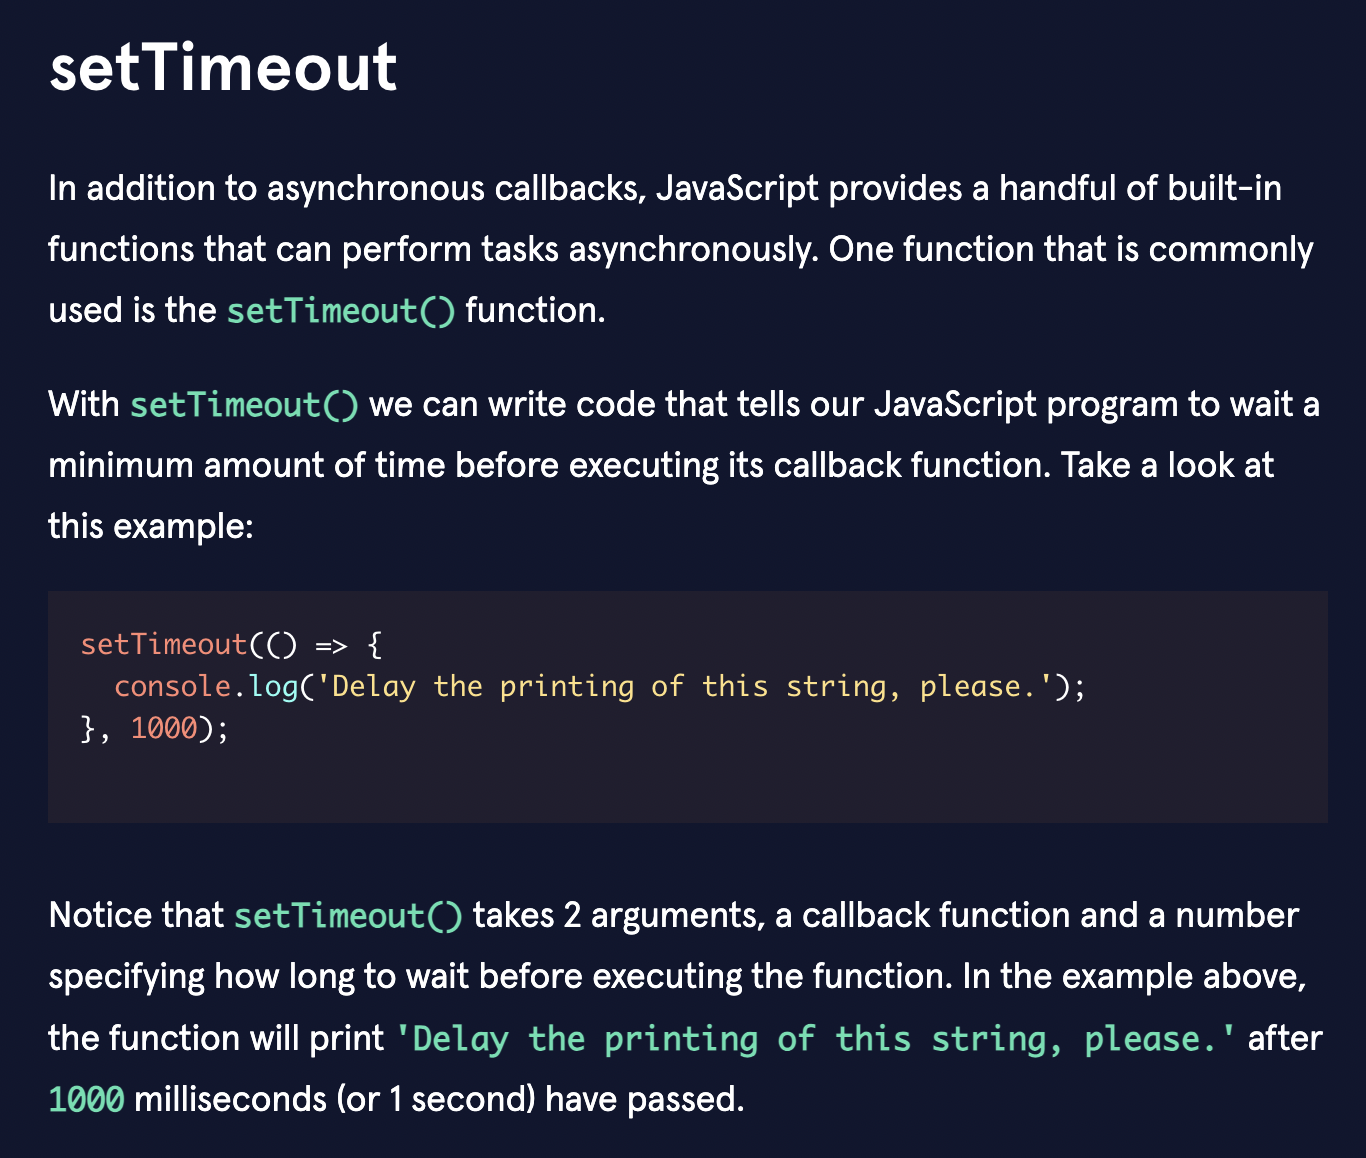 setTimeout
In addition to asynchronous callbacks, JavaScript provides a handful of built-in
functions that can perform tasks asynchronously. One function that is commonly
used is the setTimeout() function.
With setTimeout() we can write code that tells our JavaScript program to wait a
minimum amount of time before executing its callback function. Take a look at
this example:
setTimeout(() => {
  console.log('Delay the printing of this string, please.');
}, 1000);
Notice that setTimeout() takes 2 arguments, a callback function and a number
specifying how long to wait before executing the function. In the example above,
the function will print 'Delay the printing of this string, please.' after
1000 milliseconds (or 1 second) have passed.